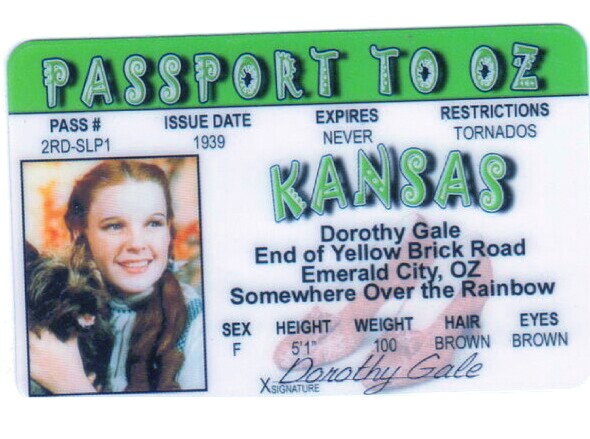 PASSPORT TO OZ
PASS # ISSUE DATE EXPIRES RESTRICTIONS
2RD-SLP1 1939 NEVER TORNADOS
KANSAS
Dorothy Gale
End of Yellow Brick Road
Emerald City, OZ
Somewhere Over the Rainbow
SEX HEIGHT WEIGHT HAIR EYES
F 5'1" 100 BROWN BROWN
Dorothy Gale
X SIGNATURE